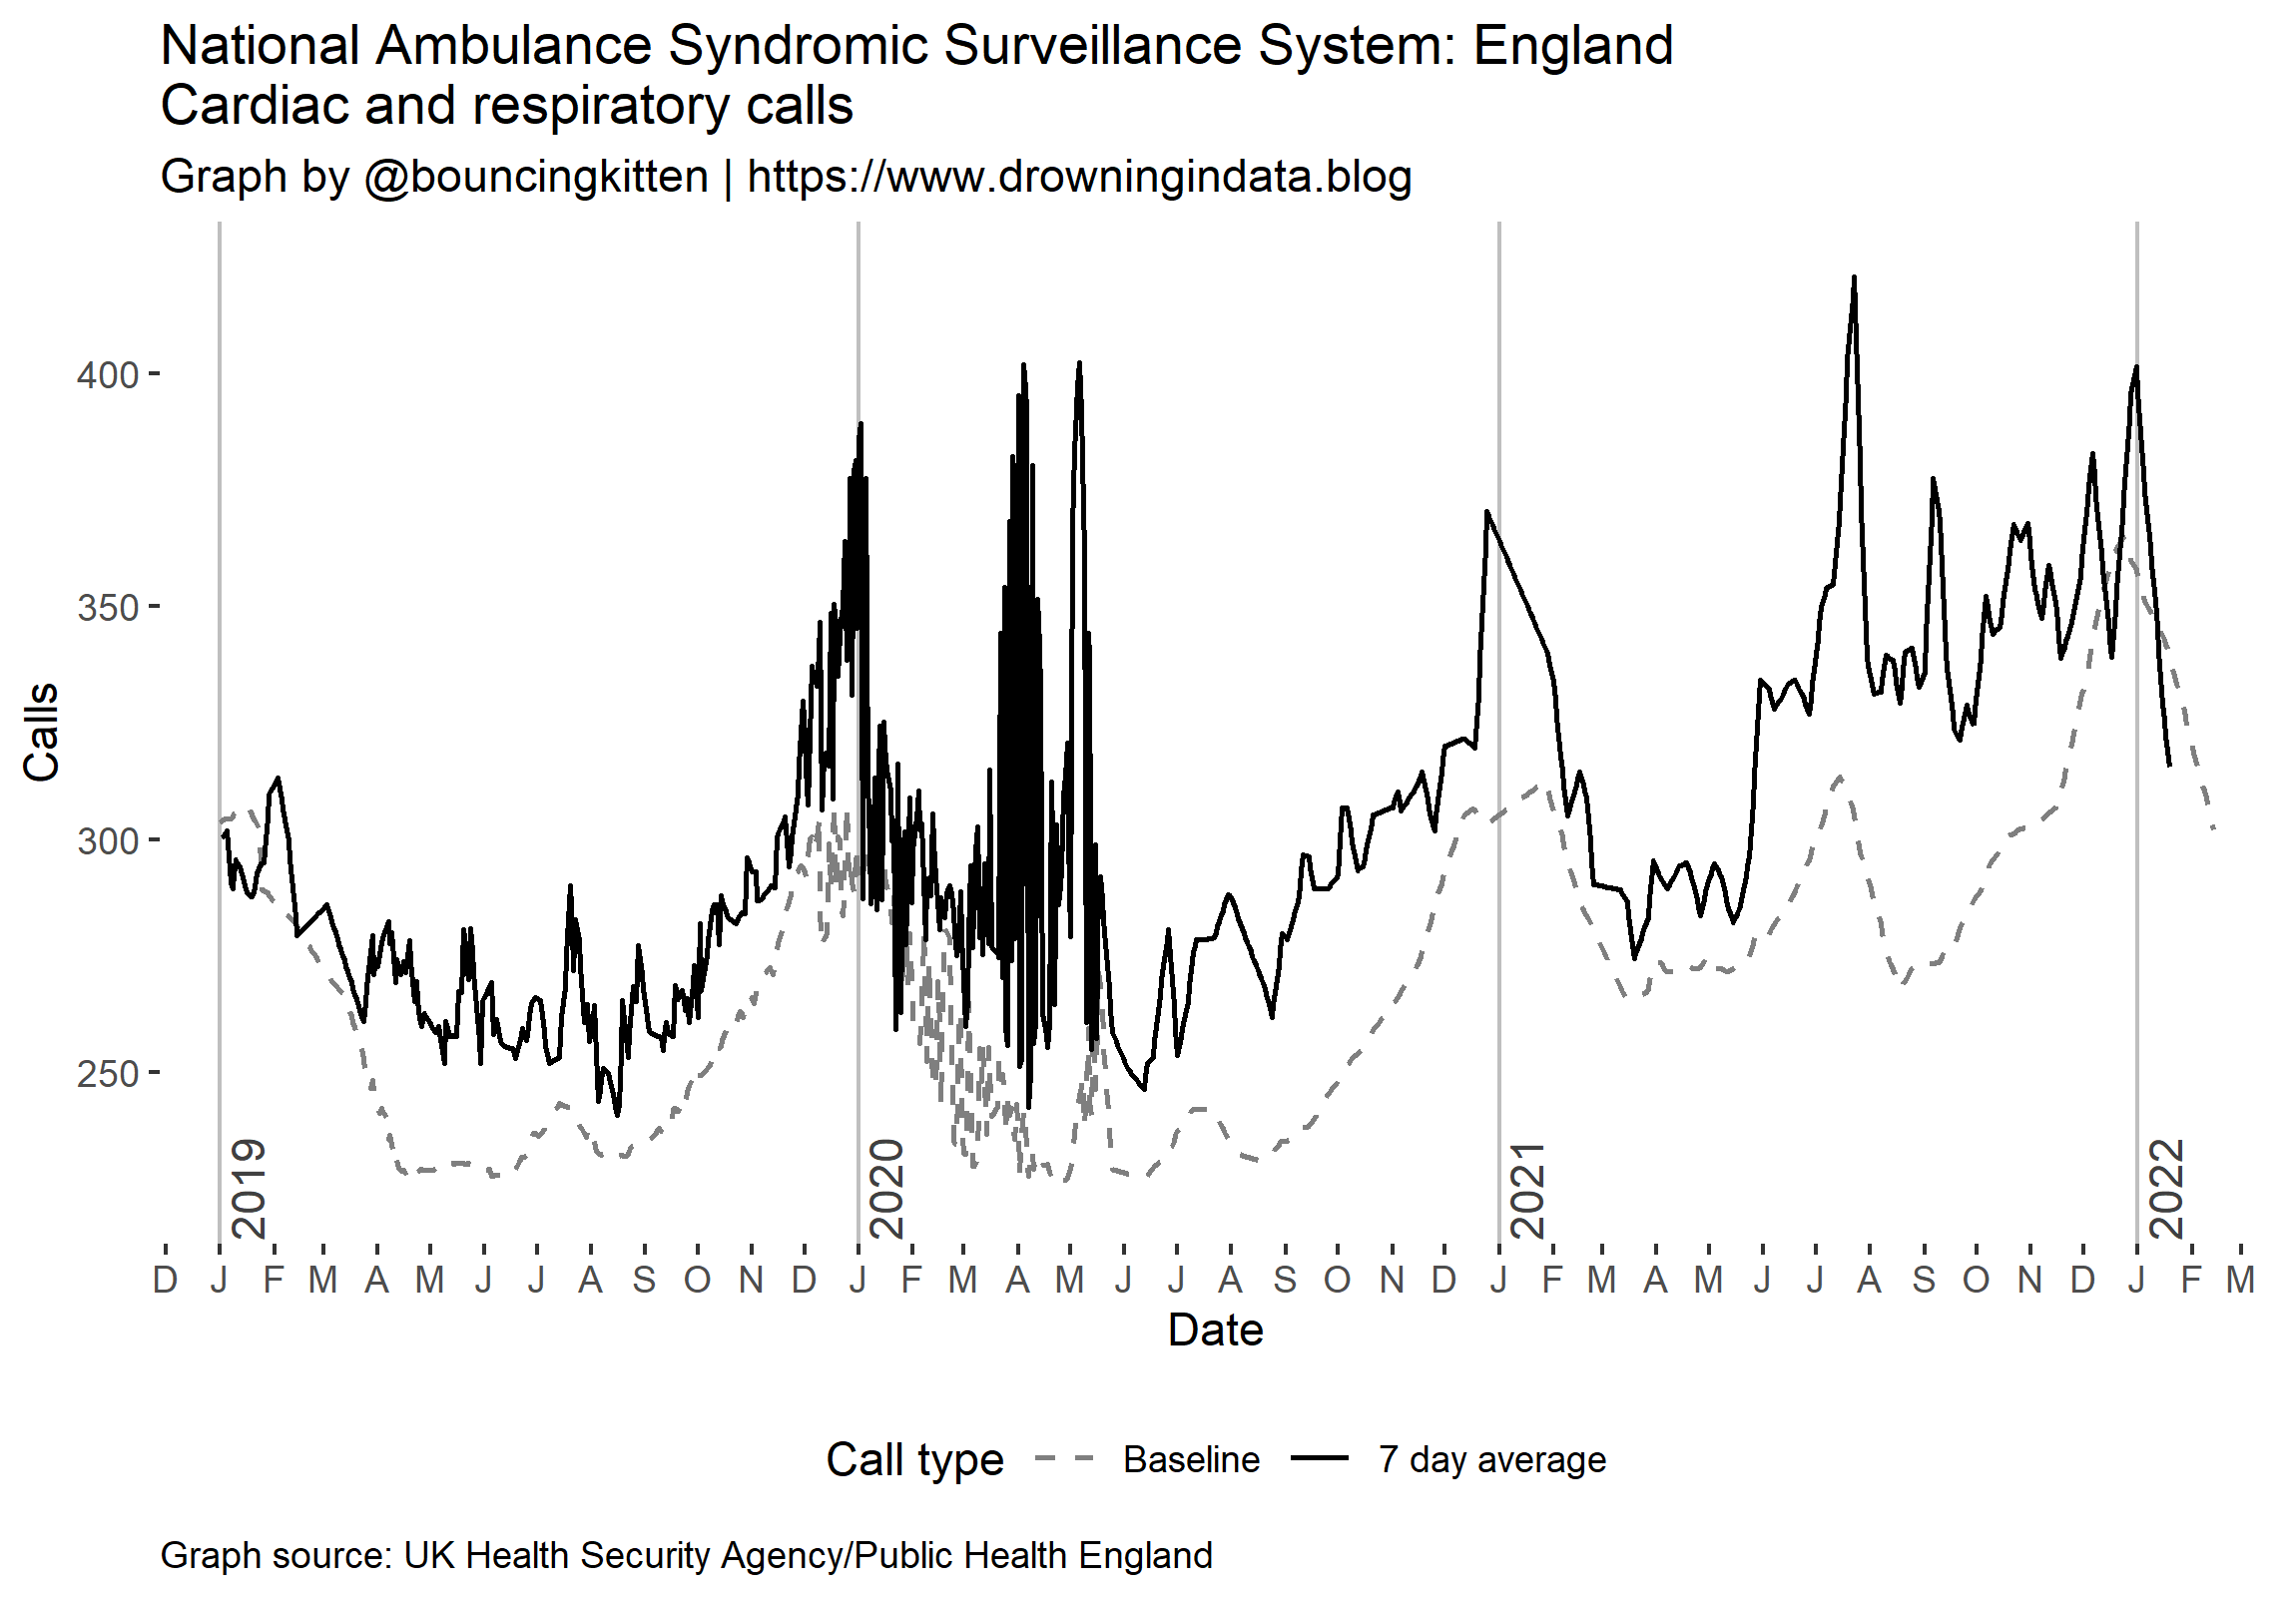 National Ambulance Syndromic Surveillance System: England
Cardiac and respiratory calls
Graph by @bouncingkitten | https://www.drowningindata.blog
400
350
300
250
Calls
2019
2020
2021
2022
D J F M A M J J A S O N D J F M A M J J A S O N D J F M A M J J A S O N D J F M
Date
Call type Baseline 7 day average
Graph source: UK Health Security Agency/Public Health England